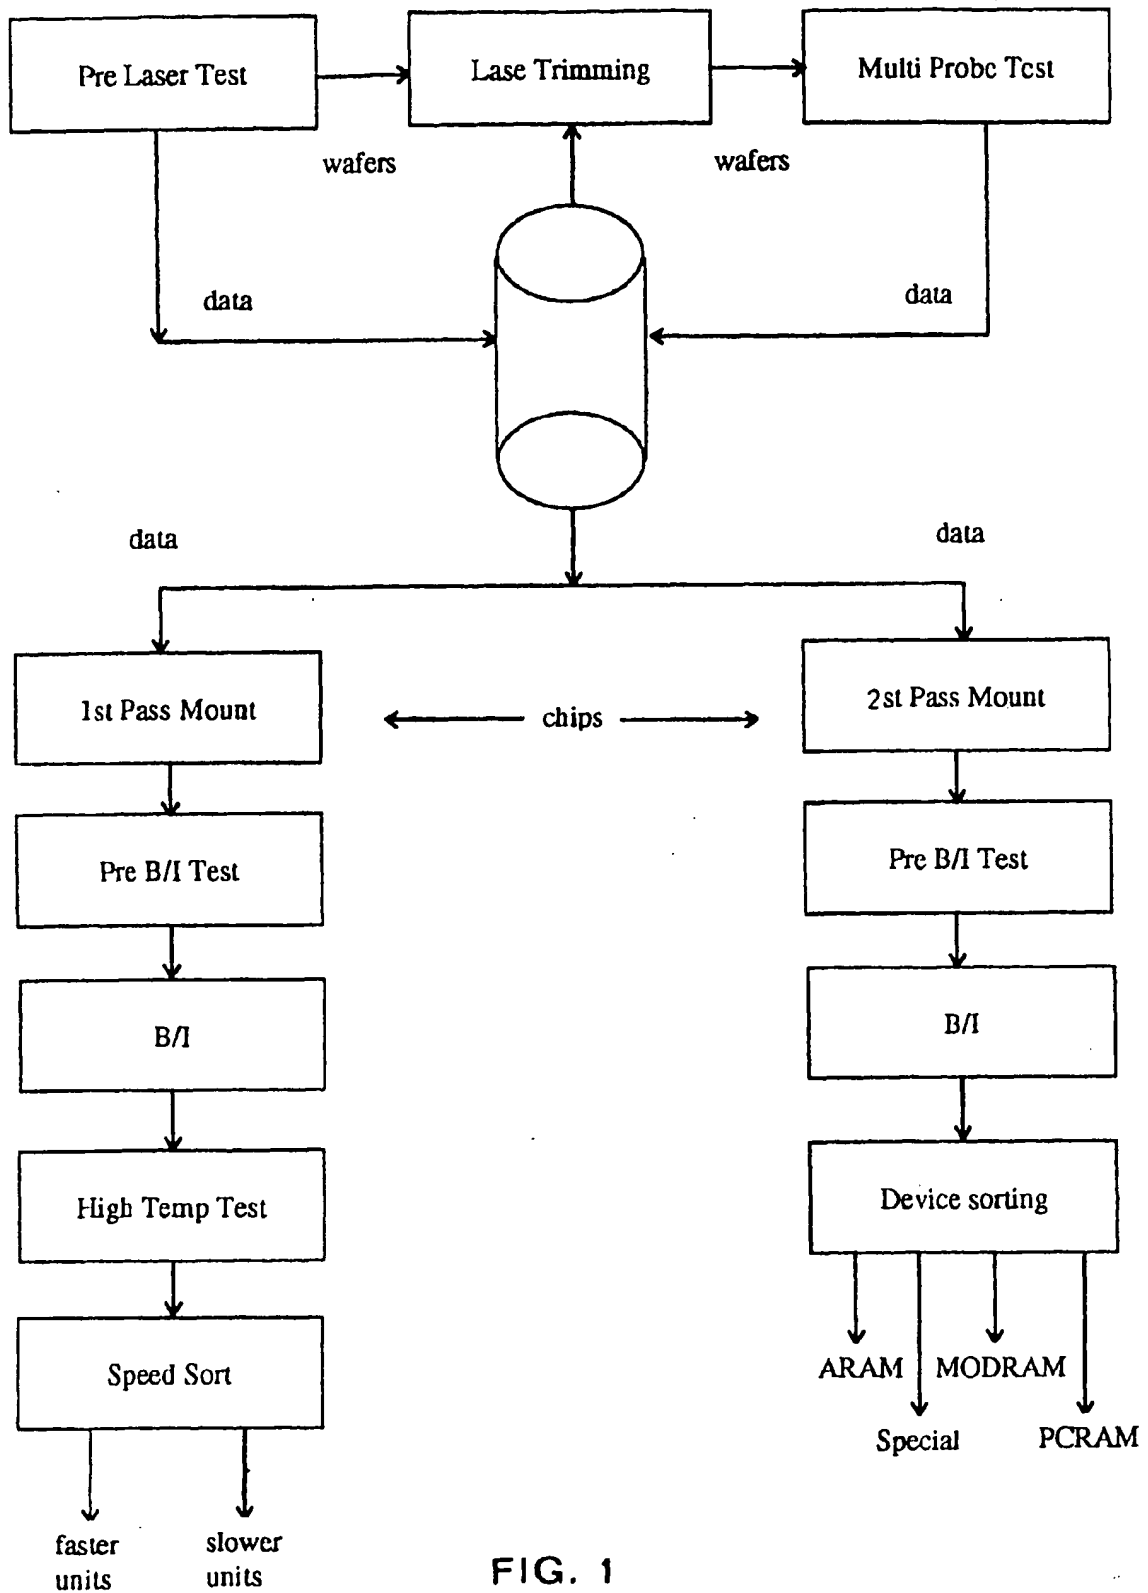 Pre Laser Test
Lase Trimming
Multi Probe Test
wafers
wafers
data
data
data
data
1st Pass Mount
chips
2st Pass Mount
Pre B/I Test
Pre B/I Test
B/I
B/I
High Temp Test
Device sorting
Speed Sort
ARAM
MODRAM
Special
PCRAM
faster
units
slower
units
FIG. 1